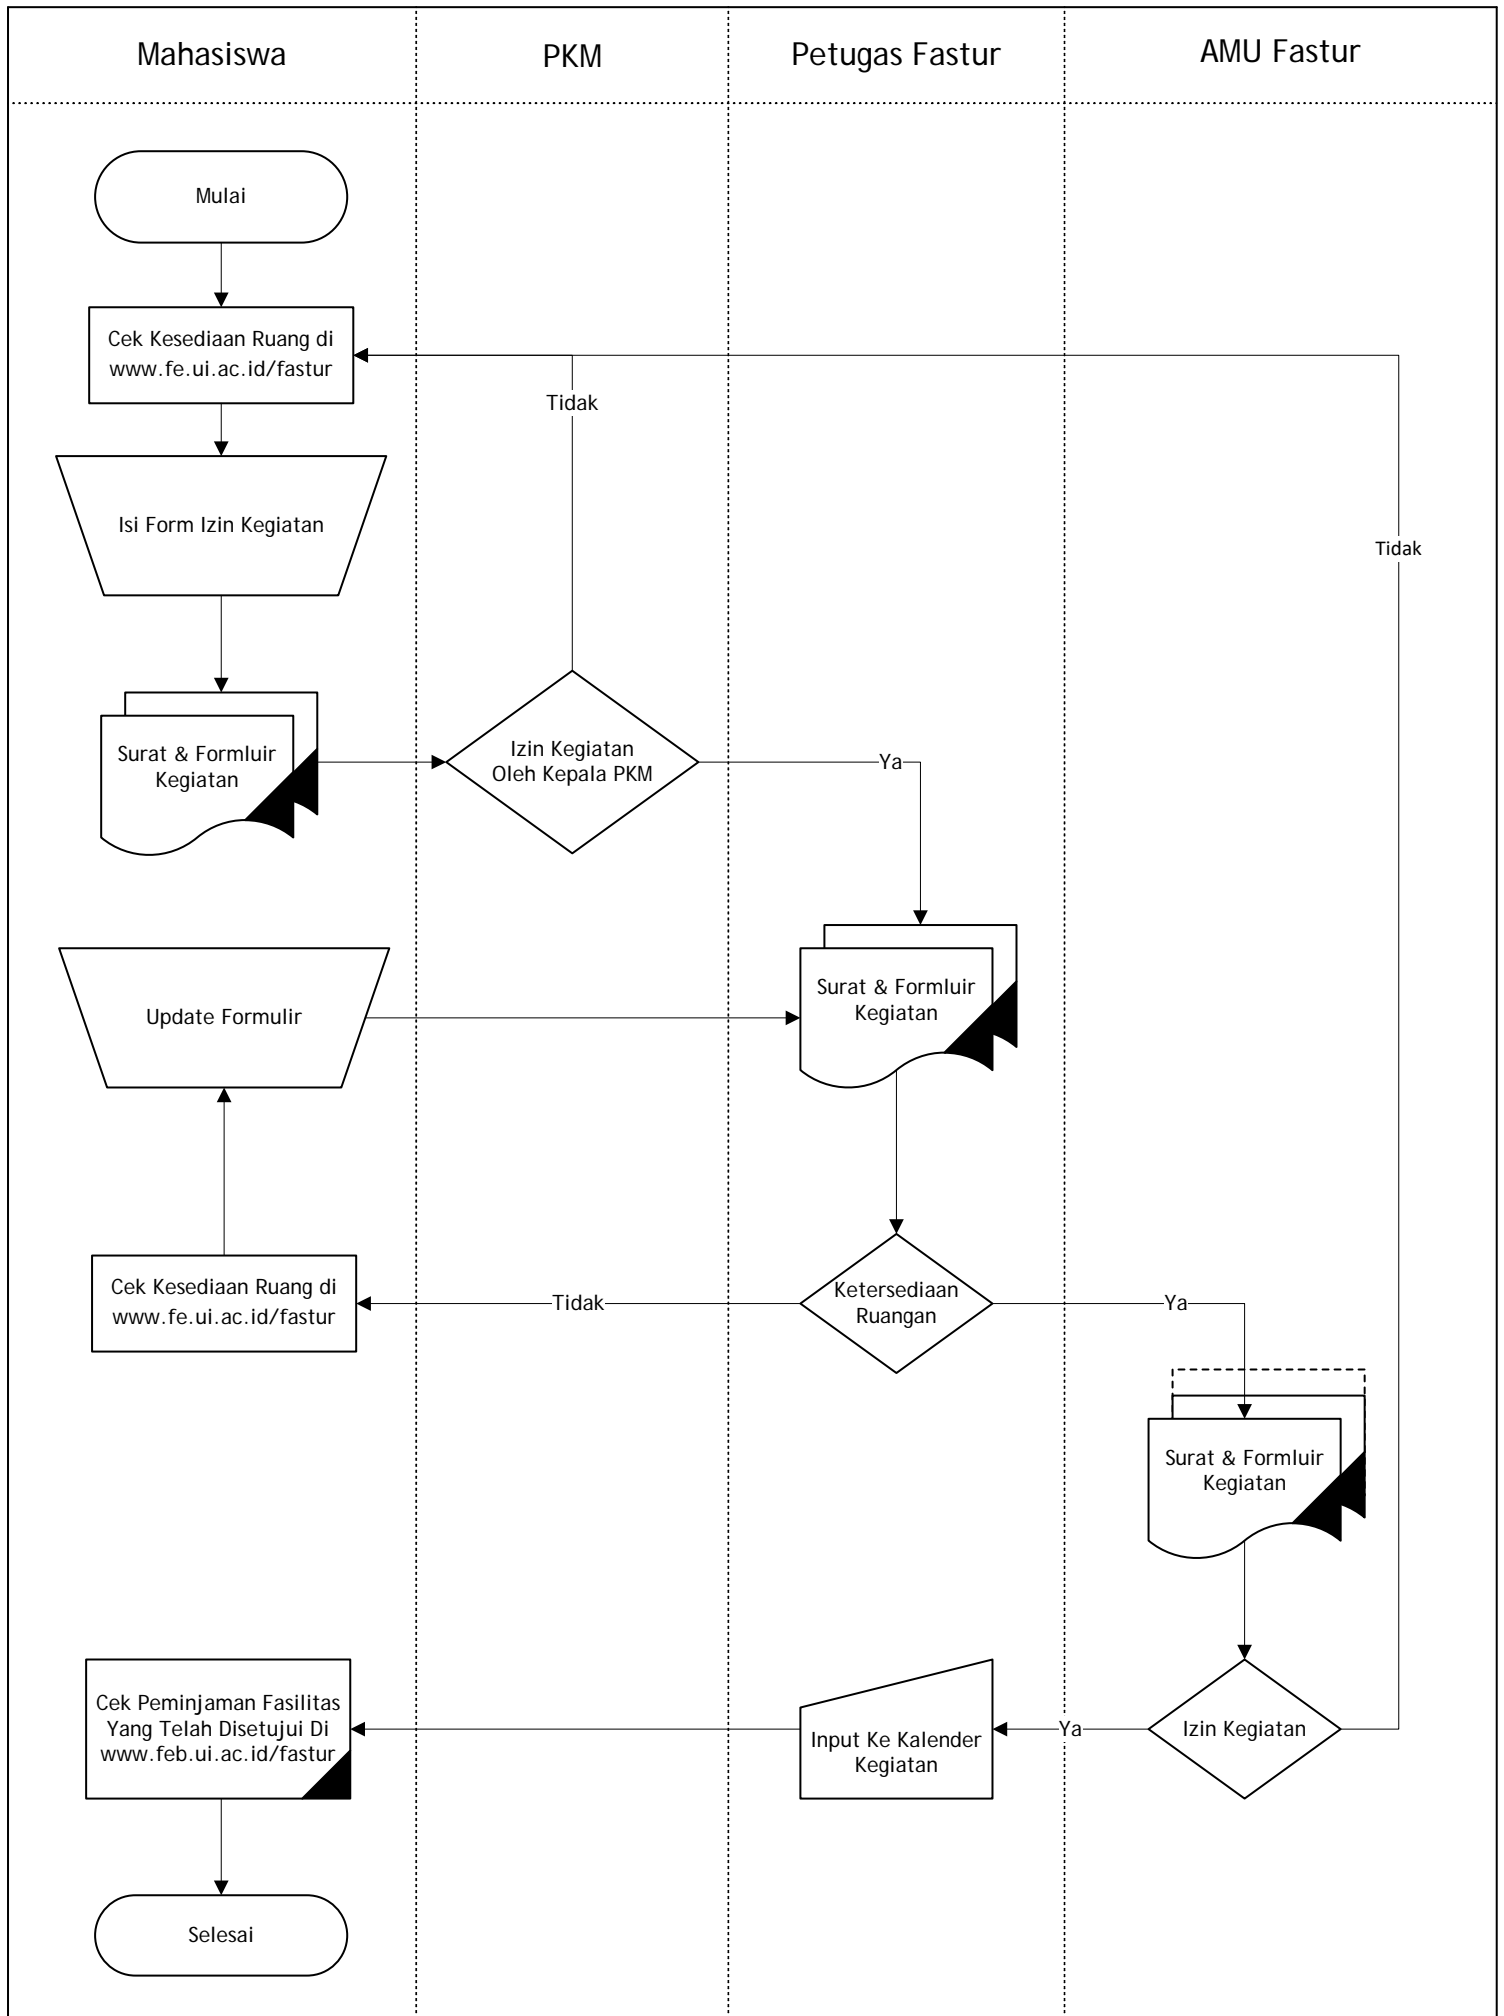 Mahasiswa
PKM
Petugas Fastur
AMU Fastur
Mulai
Cek Kesediaan Ruang di
www.fe.ui.ac.id/fastur
Tidak
Isi Form Izin Kegiatan
Tidak
Surat & Formluir
Kegiatan
Izin Kegiatan
Oleh Kepala PKM
Ya
Update Formulir
Surat & Formluir
Kegiatan
Cek Kesediaan Ruang di
www.fe.ui.ac.id/fastur
Tidak
Ketersediaan
Ruangan
Ya
Surat & Formluir
Kegiatan
Cek Peminjaman Fasilitas
Yang Telah Disetujui Di
www.feb.ui.ac.id/fastur
Input Ke Kalender
Kegiatan
Ya
Izin Kegiatan
Selesai